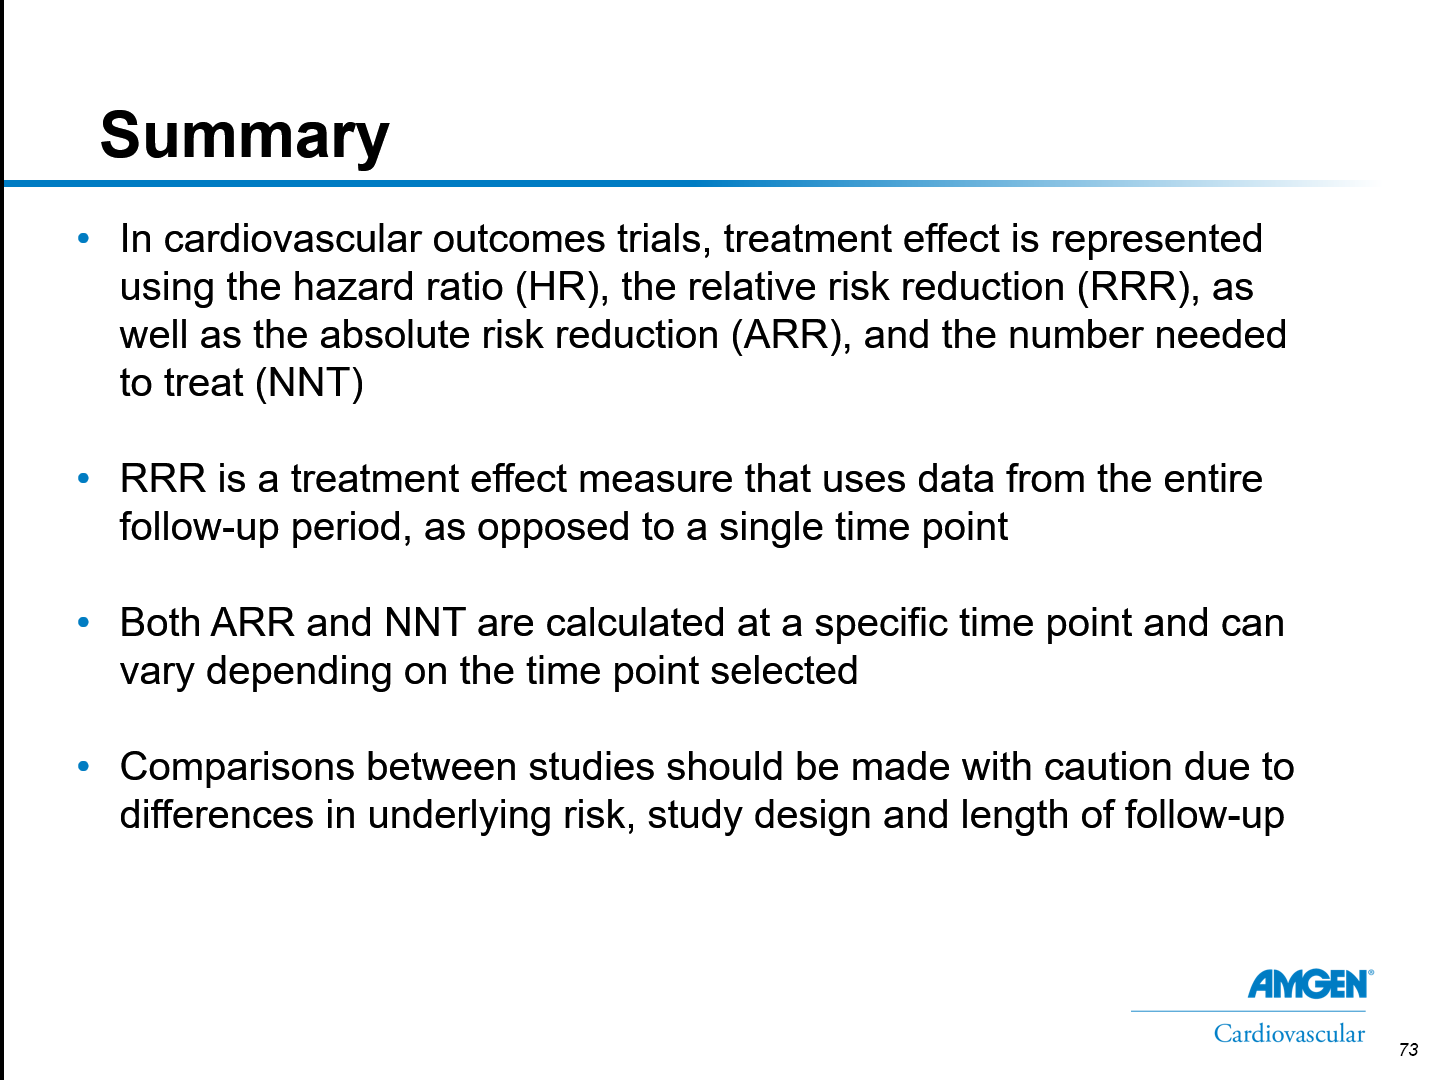 Summary
• In cardiovascular outcomes trials, treatment effect is represented
using the hazard ratio (HR), the relative risk reduction (RRR), as
well as the absolute risk reduction (ARR), and the number needed
to treat (NNT)
• RRR is a treatment effect measure that uses data from the entire
follow-up period, as opposed to a single time point
• Both ARR and NNT are calculated at a specific time point and can
vary depending on the time point selected
• Comparisons between studies should be made with caution due to
differences in underlying risk, study design and length of follow-up
AMGEN®
Cardiovascular
73